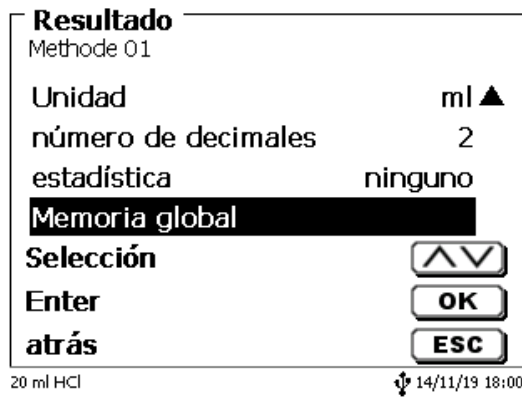 Resultado
Methode 01
Unidad ml ▲
número de decimales 2
estadística ninguno
Memoria global
Selección
Enter OK
atrás ESC
20 ml HCl 14/11/19 18:00